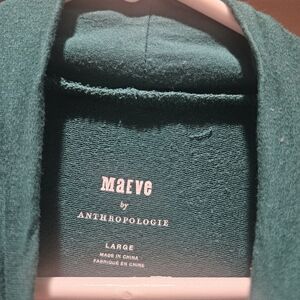 Maeve
by
ANTHROPOLOGIE
LARGE
MADE IN CHINA
FABRIQUÉ EN CHINE